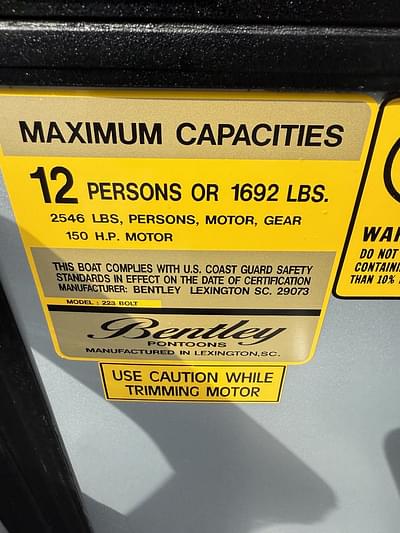 MAXIMUM CAPACITIES
12 PERSONS OR 1692 LBS.
2546 LBS, PERSONS, MOTOR, GEAR
150 H.P. MOTOR
THIS BOAT COMPLIES WITH U.S. COAST GUARD SAFETY
STANDARDS IN EFFECT ON THE DATE OF CERTIFICATION
MANUFACTURER: BENTLEY LEXINGTON SC. 29073
MODEL: 223 BOLT
Bentley
PONTOONS
MANUFACTURED IN LEXINGTON,SC.
USE CAUTION WHILE
TRIMMING MOTOR
DO NOT
THAN 10%